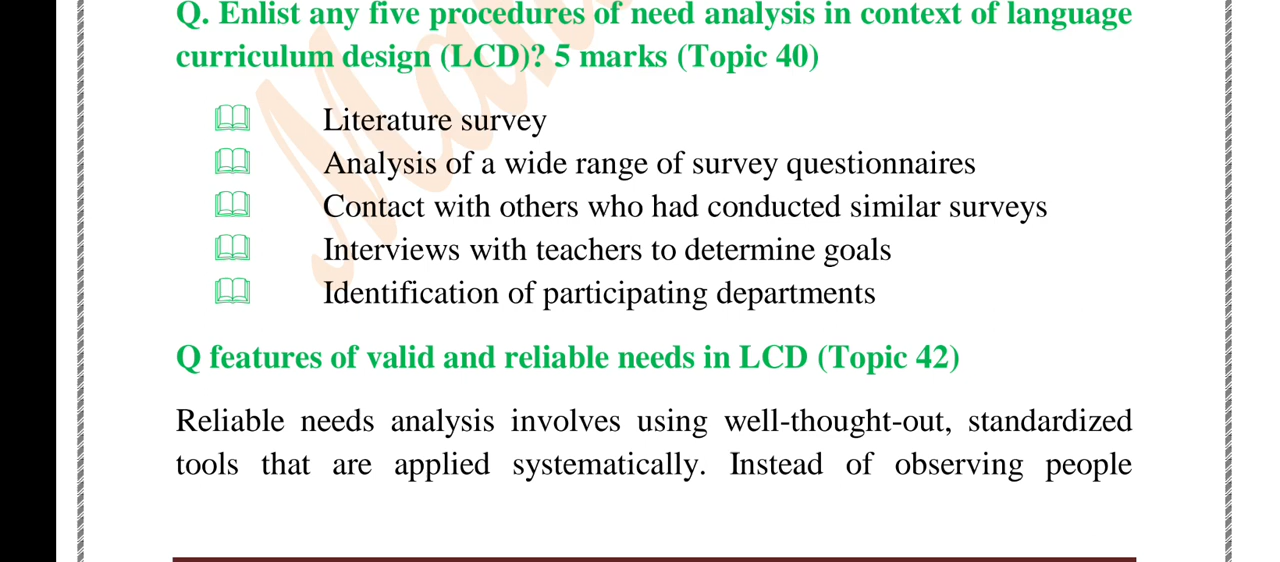 Q. Enlist any five procedures of need analysis in context of language
curriculum design (LCD)? 5 marks (Topic 40)
Literature survey
Analysis of a wide range of survey questionnaires
Contact with others who had conducted similar surveys
Interviews with teachers to determine goals
Identification of participating departments
Q features of valid and reliable needs in LCD (Topic 42)
Reliable needs analysis involves using well-thought-out, standardized
tools that are applied systematically. Instead of observing people